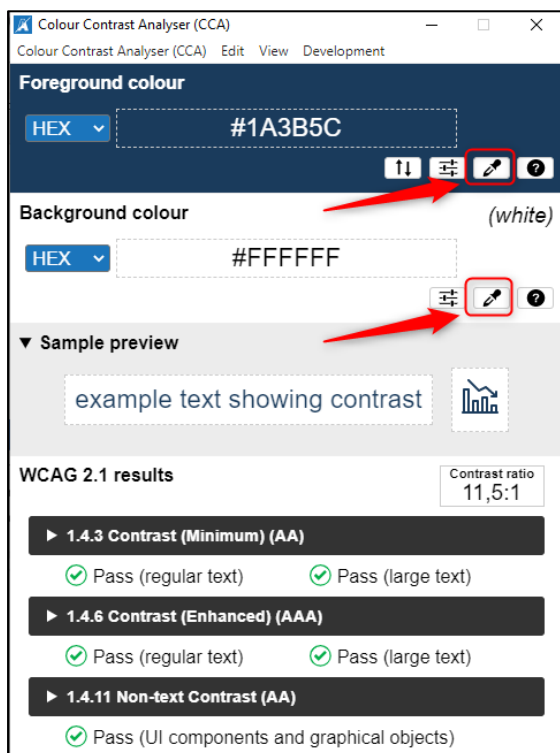 Colour Contrast Analyser (CCA)
Colour Contrast Analyser (CCA) Edit View Development
Foreground colour
HEX #1A3B5C
?
Background colour (white)
HEX #FFFFFF
?
▼ Sample preview
example text showing contrast
WCAG 2.1 results
Contrast ratio
11,5:1
▶ 1.4.3 Contrast (Minimum) (AA)
Pass (regular text) Pass (large text)
▶ 1.4.6 Contrast (Enhanced) (AAA)
Pass (regular text) Pass (large text)
▶ 1.4.11 Non-text Contrast (AA)
Pass (UI components and graphical objects)